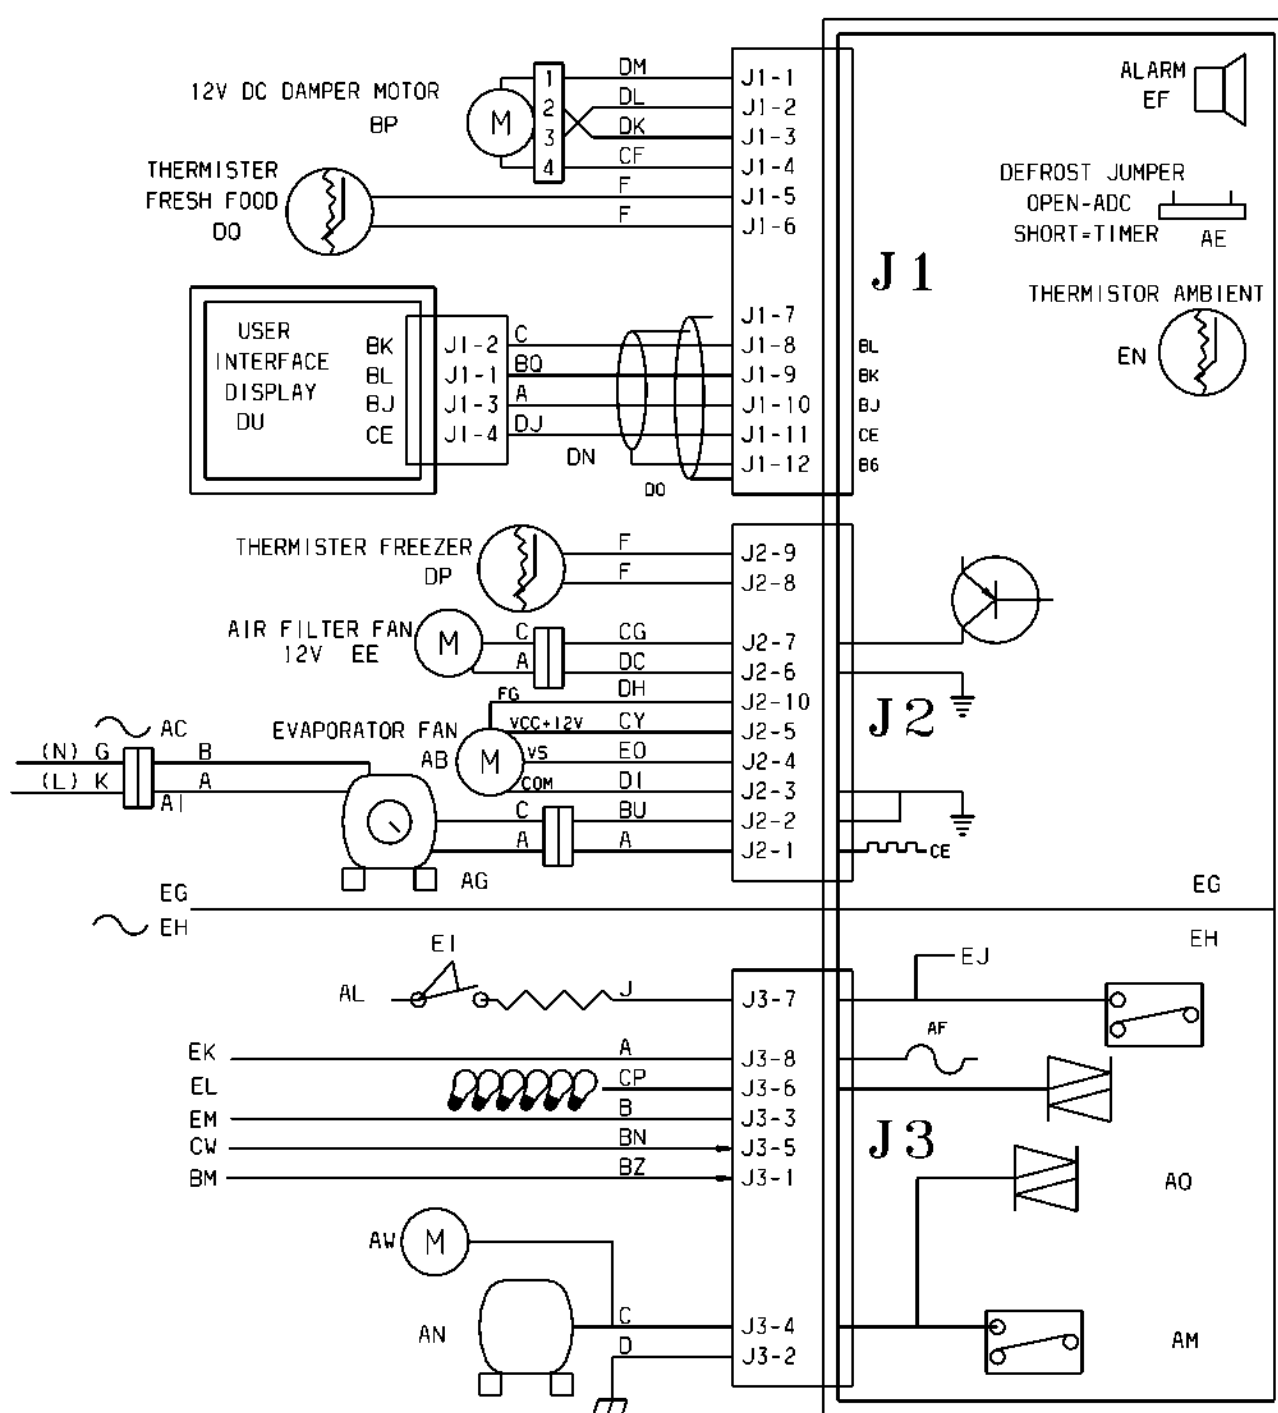 DM
J1-1
ALARM
EF
12V DC DAMPER MOTOR
BP
M
1
2
3
4
DL
J1-2
DK
J1-3
CF
J1-4
THERMISTER
FRESH FOOD
DO
F
J1-5
F
J1-6
DEFROST JUMPER
OPEN-ADC
SHORT=TIMER
AE
J1
THERMISTOR AMBIENT
EN
USER
INTERFACE
DISPLAY
DU
J1-7
BK
J1-2
C
J1-8
BL
BL
J1-1
BQ
J1-9
BK
BJ
J1-3
A
J1-10
BJ
CE
J1-4
DJ
J1-11
CE
DN
J1-12
BG
DO
THERMISTER FREEZER
DP
F
J2-9
F
J2-8
AIR FILTER FAN
12V EE
M
C
CG
J2-7
A
DC
J2-6
FG
DH
J2-10
J2
EVAPORATOR FAN
AB
M
VCC+12V
CY
J2-5
VS
EO
J2-4
COM
DI
J2-3
AC
(N) G
B
(L) K
A
AI
C
BU
J2-2
A
A
J2-1
CE
AG
EG
EG
EH
EH
EI
EJ
AL
J
J3-7
AF
EK
A
J3-8
EL
CP
J3-6
EM
B
J3-3
J3
CW
BN
J3-5
BM
BZ
J3-1
AQ
AW
M
AN
C
J3-4
D
J3-2
AM